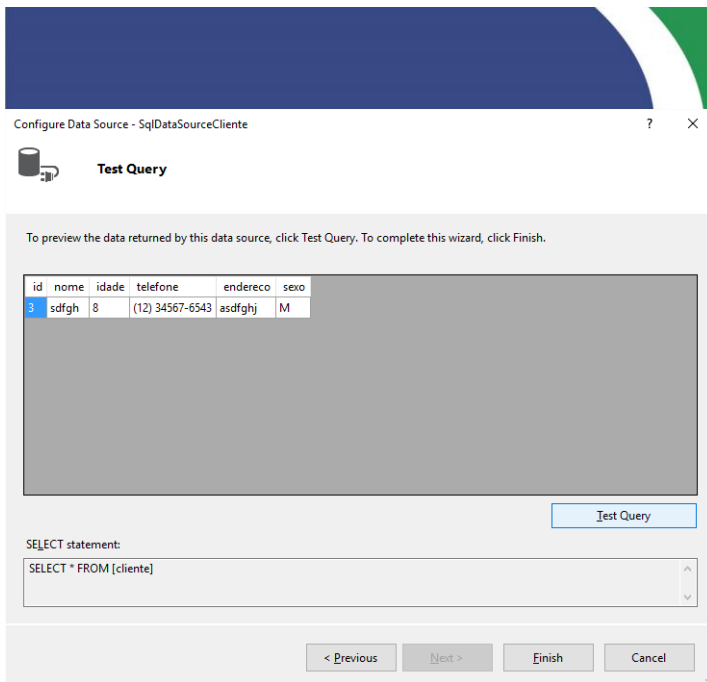 Configure Data Source - SqlDataSourceCliente ? ×
Test Query
To preview the data returned by this data source, click Test Query. To complete this wizard, click Finish.
id nome idade telefone endereco sexo
3 sdfgh 8 (12) 34567-6543 asdfghj M
Test Query
SELECT statement:
SELECT * FROM [cliente]
< Previous Next > Finish Cancel